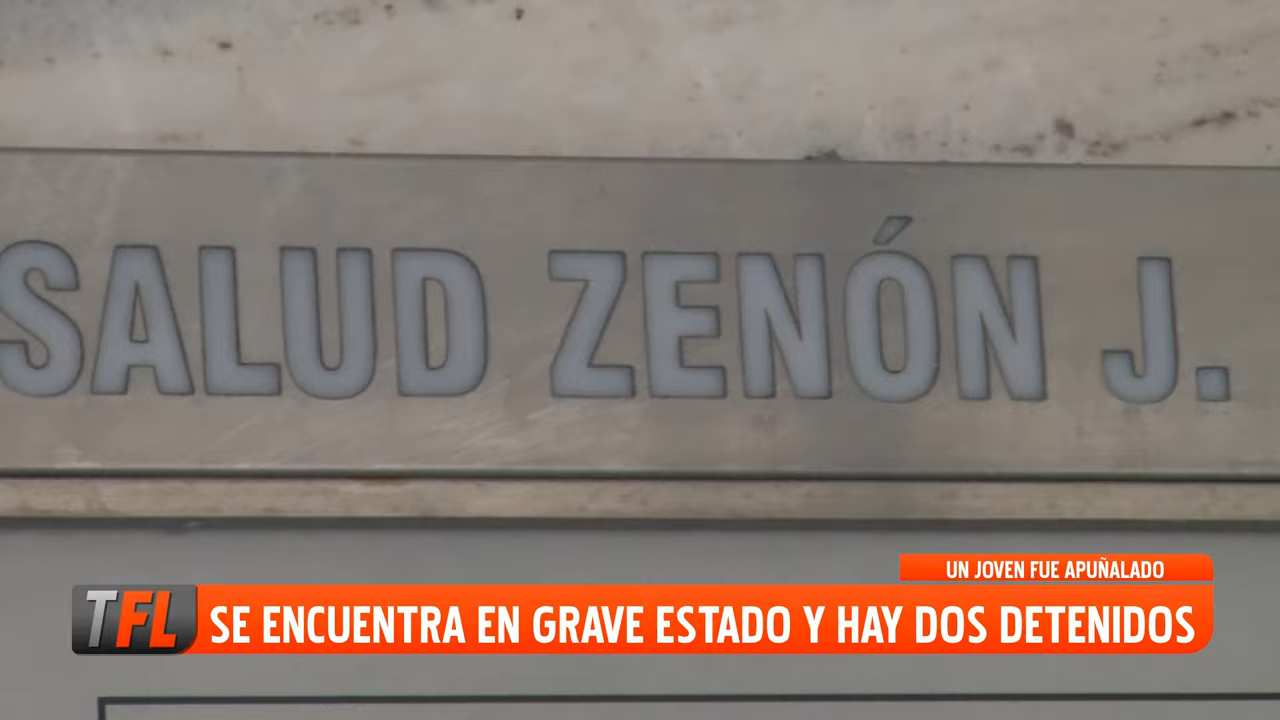 SALUD ZENÓN J.
UN JOVEN FUE APUÑALADO
TFL
SE ENCUENTRA EN GRAVE ESTADO Y HAY DOS DETENIDOS